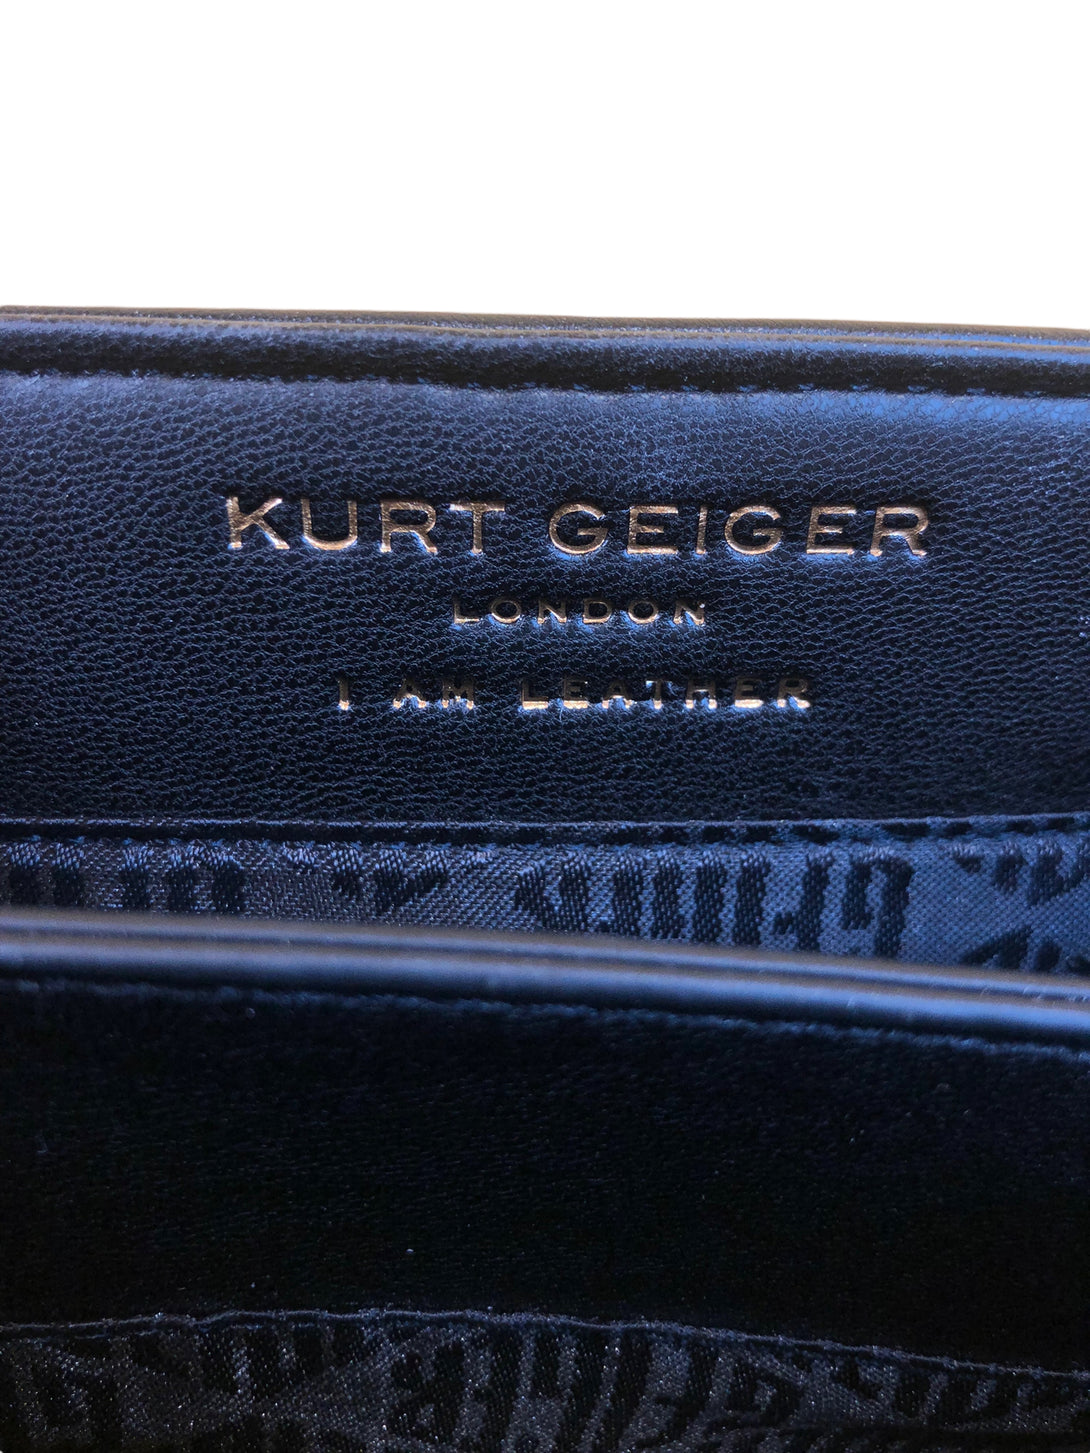 KURT GEIGER
LONDON
I AM LEATHER